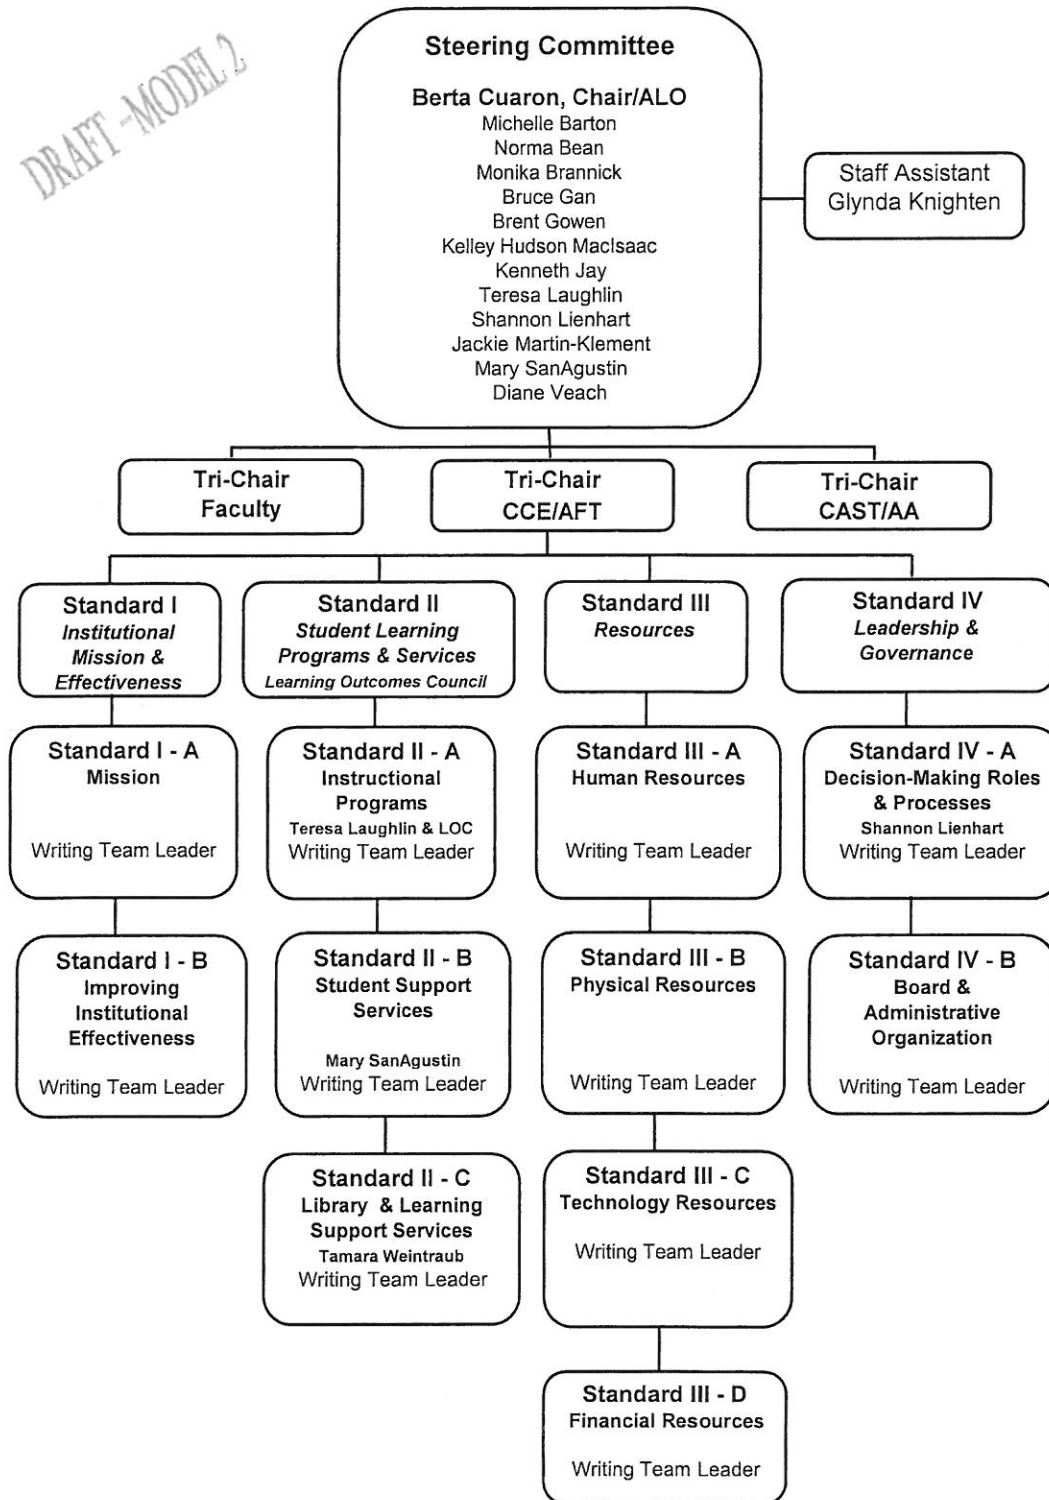 DRAFT -MODEL 2
Steering Committee
Berta Cuaron, Chair/ALO
Michelle Barton
Norma Bean
Monika Brannick
Bruce Gan
Brent Gowen
Kelley Hudson MacIsaac
Kenneth Jay
Teresa Laughlin
Shannon Lienhart
Jackie Martin-Klement
Mary SanAgustin
Diane Veach
Staff Assistant
Glynda Knighten
Tri-Chair
Faculty
Tri-Chair
CCE/AFT
Tri-Chair
CAST/AA
Standard I
Institutional
Mission &
Effectiveness
Standard II
Student Learning
Programs & Services
Learning Outcomes Council
Standard III
Resources
Standard IV
Leadership &
Governance
Standard I - A
Mission
Writing Team Leader
Standard II - A
Instructional
Programs
Teresa Laughlin & LOC
Writing Team Leader
Standard III - A
Human Resources
Writing Team Leader
Standard IV - A
Decision-Making Roles
& Processes
Shannon Lienhart
Writing Team Leader
Standard I - B
Improving
Institutional
Effectiveness
Writing Team Leader
Standard II - B
Student Support
Services
Mary SanAgustin
Writing Team Leader
Standard III - B
Physical Resources
Writing Team Leader
Standard IV - B
Board &
Administrative
Organization
Writing Team Leader
Standard II - C
Library & Learning
Support Services
Tamara Weintraub
Writing Team Leader
Standard III - C
Technology Resources
Writing Team Leader
Standard III - D
Financial Resources
Writing Team Leader